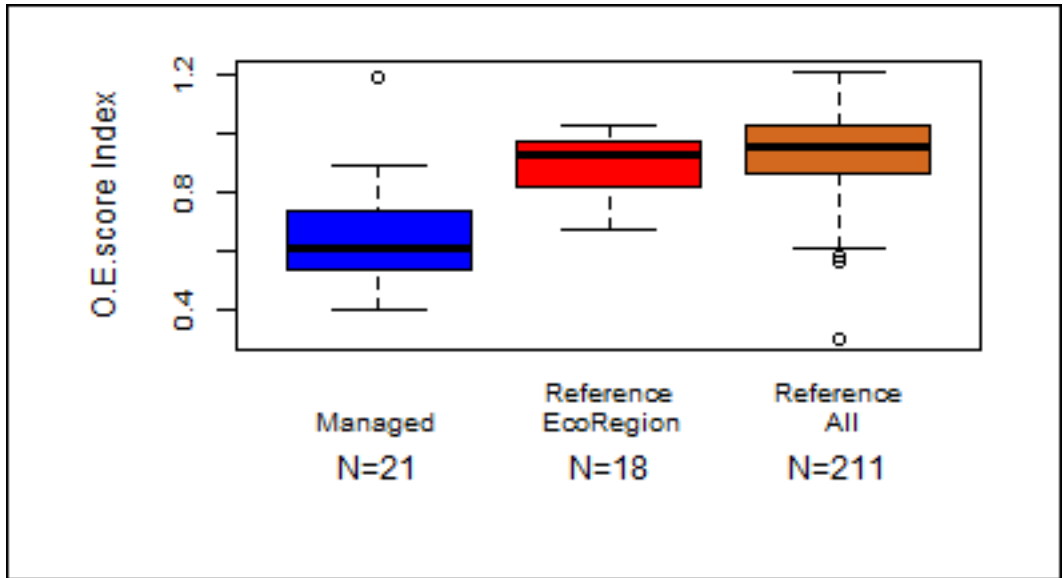 O.E.score Index
1.2
0.8
0.4
Managed
Reference
EcoRegion
Reference
All
N=21
N=18
N=211